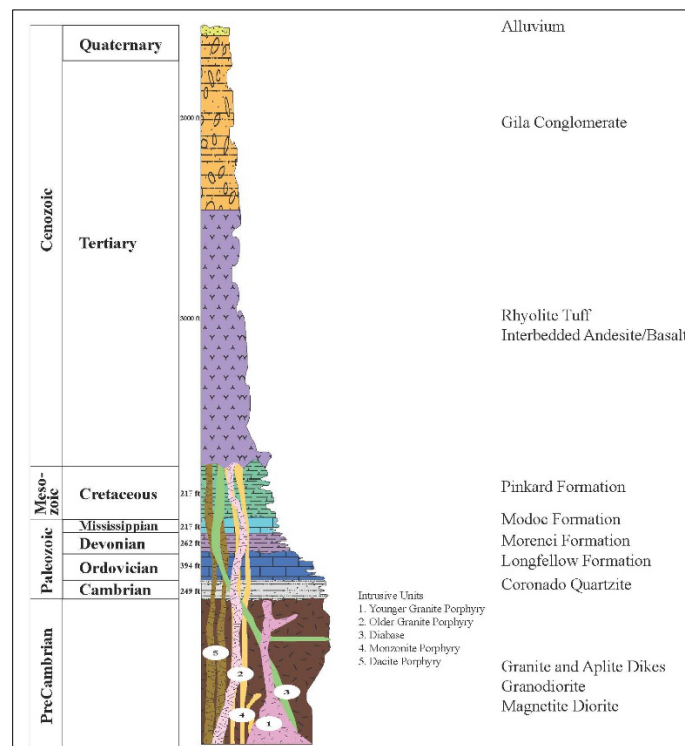 Alluvium
Quaternary
2000 ft
Gila Conglomerate
Cenozoic
Tertiary
3000 ft
Rhyolite Tuff
Interbedded Andesite/Basalt
Meso-
zoic
Cretaceous
217 ft
Pinkard Formation
Paleozoic
Mississippian
217 ft
Modoc Formation
Devonian
262 ft
Morenci Formation
Ordovician
394 ft
Longfellow Formation
Cambrian
249 ft
Coronado Quartzite
Intrusive Units
1. Younger Granite Porphyry
2. Older Granite Porphyry
3. Diabase
4. Monzonite Porphyry
5. Dacite Porphyry
PreCambrian
5
2
3
4
1
Granite and Aplite Dikes
Granodiorite
Magnetite Diorite